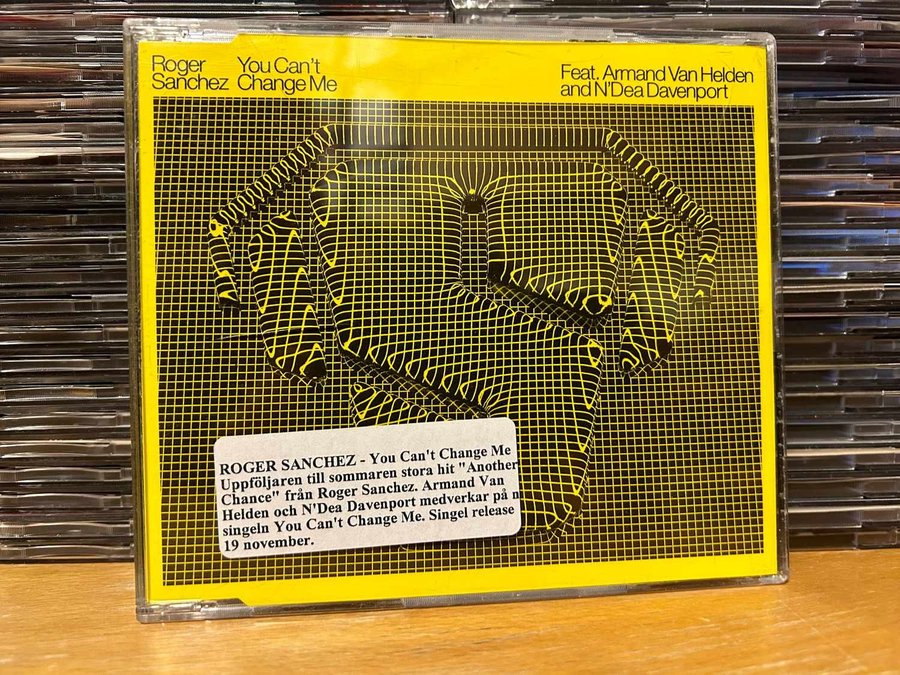 Roger
Sanchez
You Can't
Change Me
Feat. Armand Van Helden
and N'Dea Davenport
ROGER SANCHEZ - You Can't Change Me
Uppföljaren till sommaren stora hit "Another
Chance" från Roger Sanchez. Armand Van
Helden och N'Dea Davenport medverkar på n
singeln You Can't Change Me. Singel release
19 november.